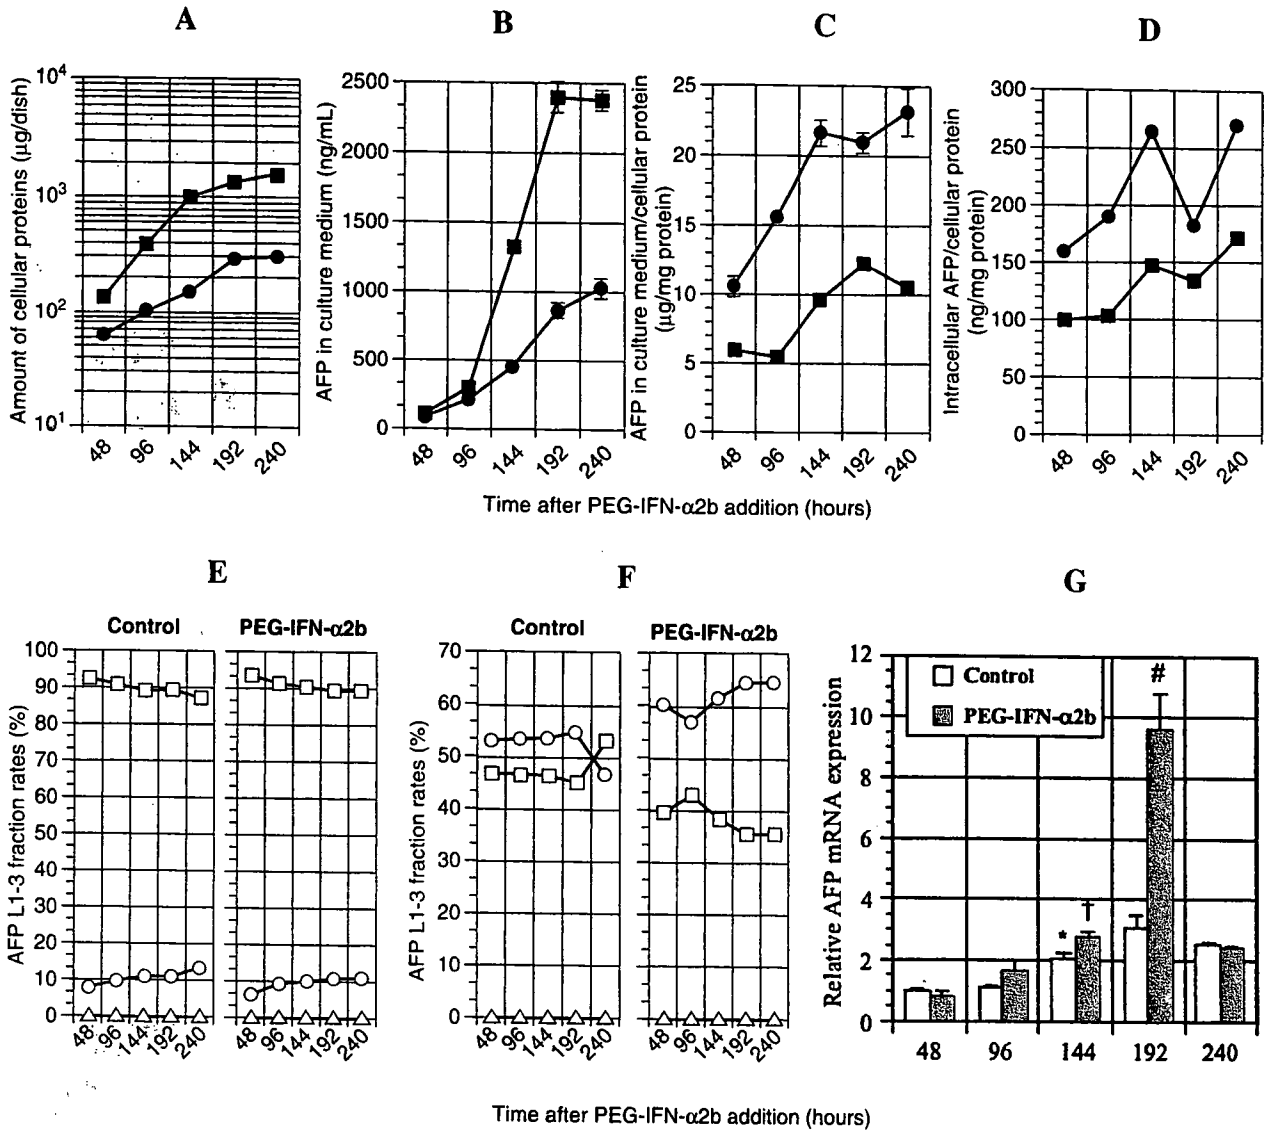 A
B
C
D
Amount of cellular proteins (µg/dish)
10⁴
10³
10²
10¹
48 96 144 192 240
AFP in culture medium (ng/mL)
2500
2000
1500
1000
500
0
48 96 144 192 240
AFP in culture medium/cellular protein
(µg/mg protein)
25
20
15
10
5
0
48 96 144 192 240
Intracellular AFP/cellular protein
(ng/mg protein)
300
250
200
150
100
50
0
48 96 144 192 240
Time after PEG-IFN-α2b addition (hours)
E
F
G
Control PEG-IFN-α2b
AFP L1-3 fraction rates (%)
100
90
80
70
60
50
40
30
20
10
0
48 96 144 192 240 48 96 144 192 240
Control PEG-IFN-α2b
AFP L1-3 fraction rates (%)
70
60
50
40
30
20
10
0
48 96 144 192 240 48 96 144 192 240
Relative AFP mRNA expression
12
10
8
6
4
2
0
Control
PEG-IFN-α2b
#
†
*
48 96 144 192 240
Time after PEG-IFN-α2b addition (hours)